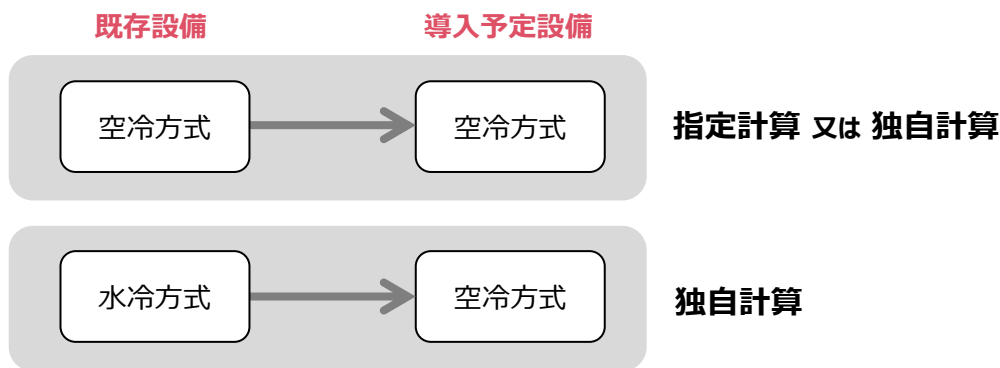 既存設備 導入予定設備
空冷方式 空冷方式 指定計算 又は 独自計算
水冷方式 空冷方式 独自計算